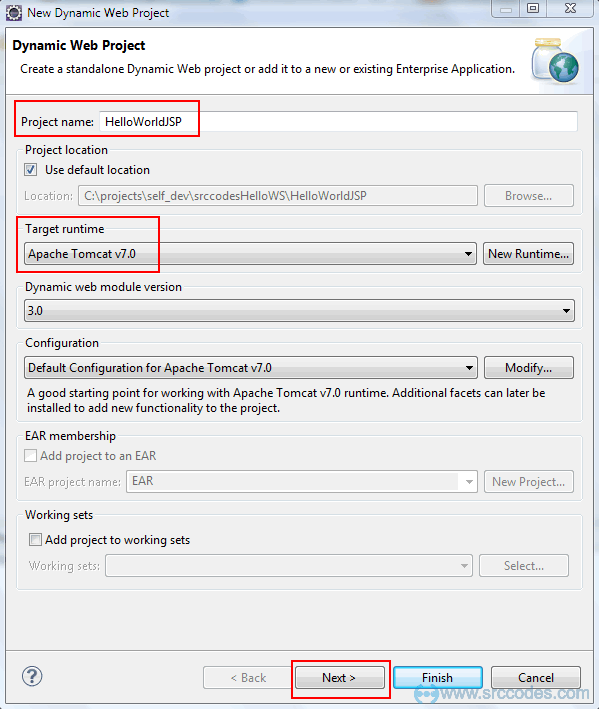 New Dynamic Web Project
Dynamic Web Project
Create a standalone Dynamic Web project or add it to a new or existing Enterprise Application.
Project name: HelloWorldJSP
Project location
Use default location
Location: C:\projects\self_dev\srccodesHelloWS\HelloWorldJSP Browse...
Target runtime
Apache Tomcat v7.0 New Runtime...
Dynamic web module version
3.0
Configuration
Default Configuration for Apache Tomcat v7.0 Modify...
A good starting point for working with Apache Tomcat v7.0 runtime. Additional facets can later be
installed to add new functionality to the project.
EAR membership
Add project to an EAR
EAR project name: EAR New Project...
Working sets
Add project to working sets
Working sets: Select...
? < Back Next > Finish Cancel
www.srccodes.com